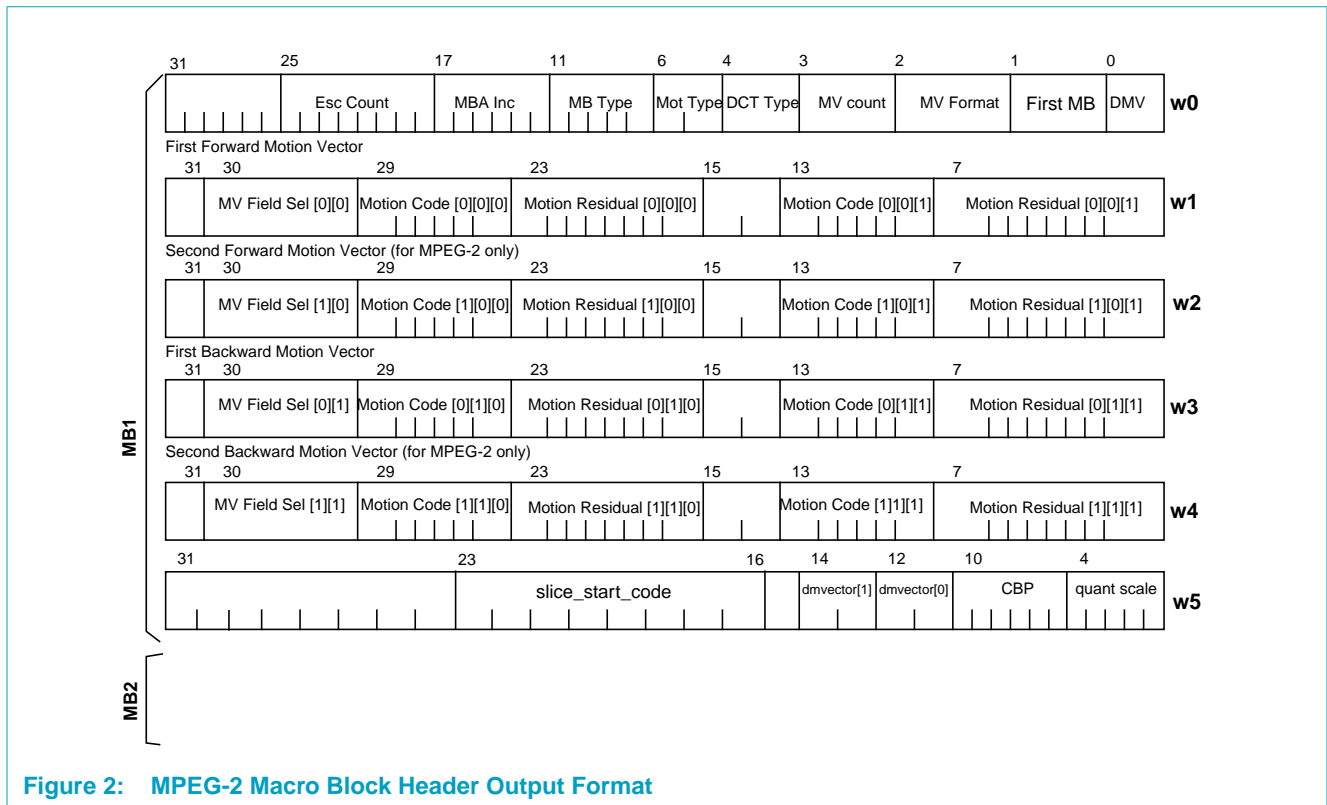 31 25 17 11 6 4 3 2 1 0
Esc Count MBA Inc MB Type Mot Type DCT Type MV count MV Format First MB DMV w0
First Forward Motion Vector
31 30 29 23 15 13 7
MV Field Sel [0][0] Motion Code [0][0][0] Motion Residual [0][0][0] Motion Code [0][0][1] Motion Residual [0][0][1] w1
Second Forward Motion Vector (for MPEG-2 only)
31 30 29 23 15 13 7
MV Field Sel [1][0] Motion Code [1][0][0] Motion Residual [1][0][0] Motion Code [1][0][1] Motion Residual [1][0][1] w2
First Backward Motion Vector
31 30 29 23 15 13 7
MV Field Sel [0][1] Motion Code [0][1][0] Motion Residual [0][1][0] Motion Code [0][1][1] Motion Residual [0][1][1] w3
MB1
Second Backward Motion Vector (for MPEG-2 only)
31 30 29 23 15 13 7
MV Field Sel [1][1] Motion Code [1][1][0] Motion Residual [1][1][0] Motion Code [1]1][1] Motion Residual [1][1][1] w4
31 23 16 14 12 10 4
slice_start_code dmvector[1] dmvector[0] CBP quant scale w5
MB2
Figure 2: MPEG-2 Macro Block Header Output Format